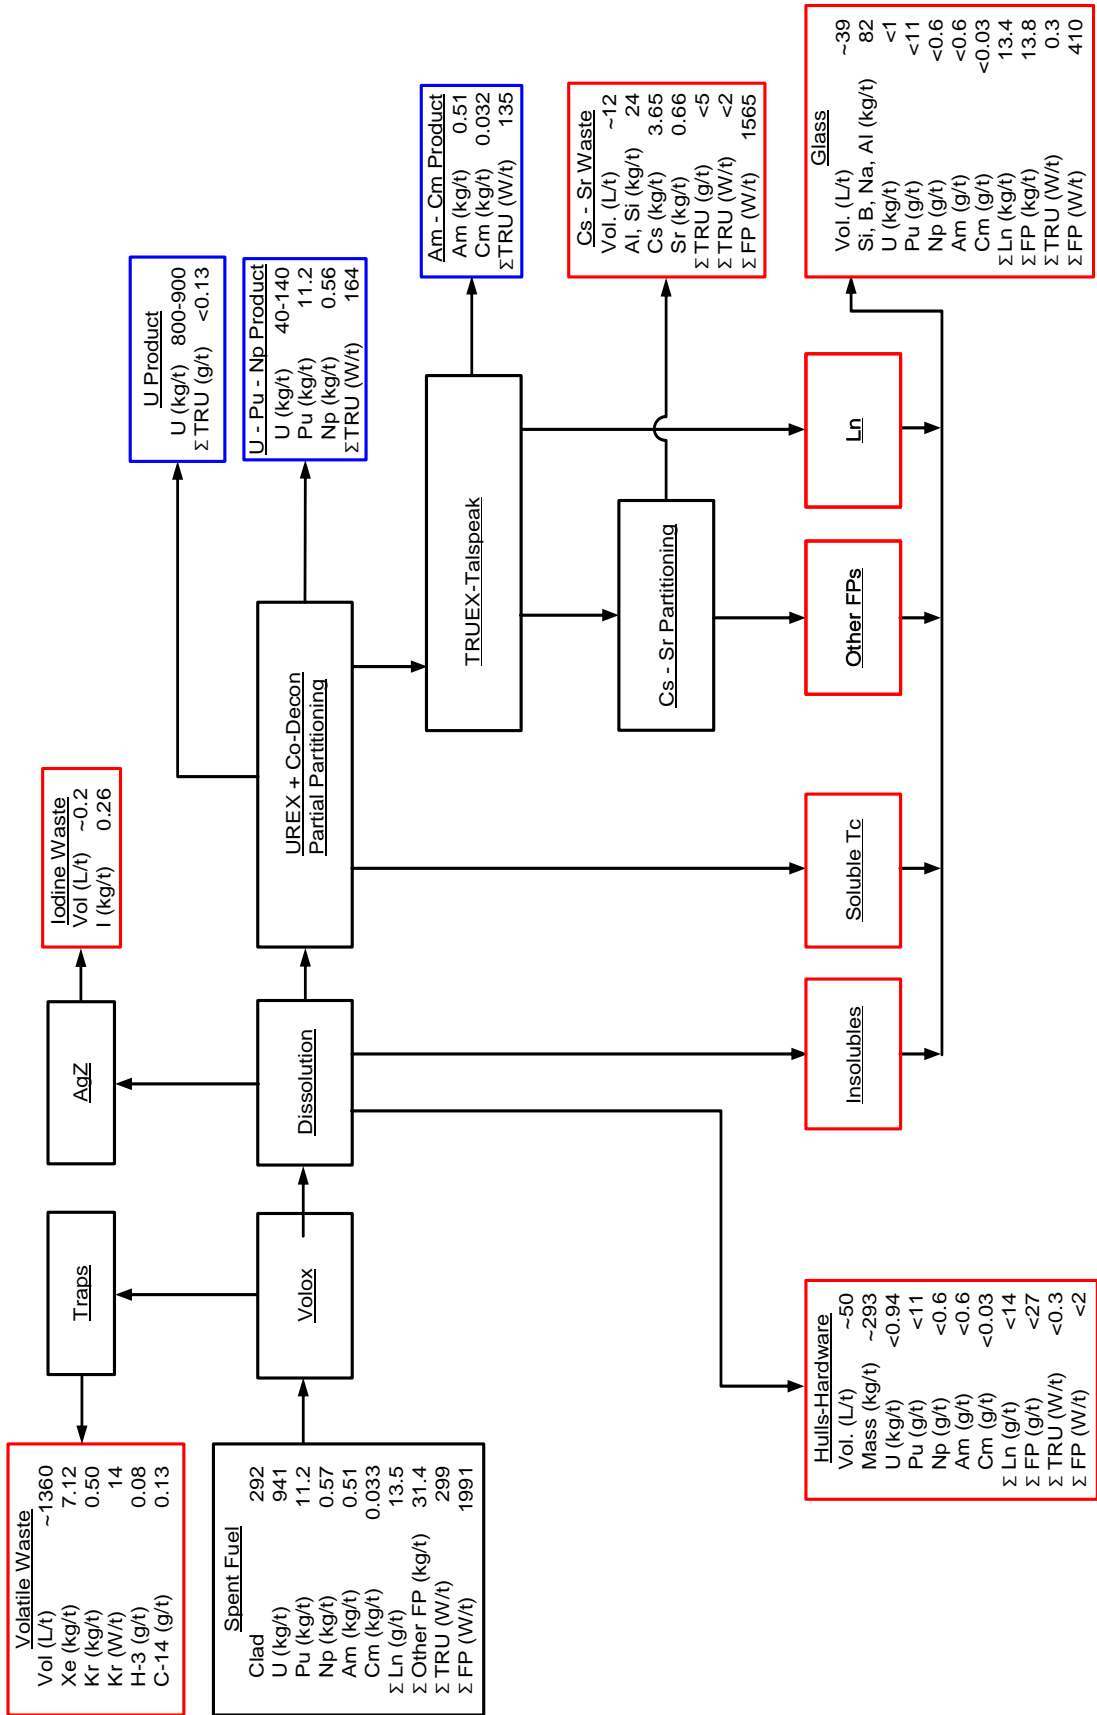 Volatile Waste
Vol (L/t) ~1360
Xe (kg/t) 7.12
Kr (kg/t) 0.50
Kr (W/t) 14
H-3 (g/t) 0.08
C-14 (g/t) 0.13
Traps
AgZ
Iodine Waste
Vol (L/t) ~0.2
I (kg/t) 0.26
U Product
U (kg/t) 800-900
Σ TRU (g/t) <0.13
Spent Fuel
Clad 292
U (kg/t) 941
Pu (kg/t) 11.2
Np (kg/t) 0.57
Am (kg/t) 0.51
Cm (kg/t) 0.033
Σ Ln (g/t) 13.5
Σ Other FP (kg/t) 31.4
Σ TRU (W/t) 299
Σ FP (W/t) 1991
Volox
Dissolution
UREX + Co-Decon
Partial Partitioning
U - Pu - Np Product
U (kg/t) 40-140
Pu (kg/t) 11.2
Np (kg/t) 0.56
ΣTRU (W/t) 164
TRUEX-Talspeak
Am - Cm Product
Am (kg/t) 0.51
Cm (kg/t) 0.032
ΣTRU (W/t) 135
Cs - Sr Partitioning
Cs - Sr Waste
Vol. (L/t) ~12
Al, Si (kg/t) 24
Cs (kg/t) 3.65
Sr (kg/t) 0.66
Σ TRU (g/t) <5
Σ TRU (W/t) <2
Σ FP (W/t) 1565
Hulls-Hardware
Vol. (L/t) ~50
Mass (kg/t) ~293
U (kg/t) <0.94
Pu (g/t) <11
Np (g/t) <0.6
Am (g/t) <0.6
Cm (g/t) <0.03
Σ Ln (g/t) <14
Σ FP (g/t) <27
Σ TRU (W/t) <0.3
Σ FP (W/t) <2
Insolubles
Soluble Tc
Other FPs
Ln
Glass
Vol. (L/t) ~39
Si, B, Na, Al (kg/t) 82
U (kg/t) <1
Pu (g/t) <11
Np (g/t) <0.6
Am (g/t) <0.6
Cm (g/t) <0.03
Σ Ln (kg/t) 13.4
Σ FP (kg/t) 13.8
Σ TRU (W/t) 0.3
Σ FP (W/t) 410